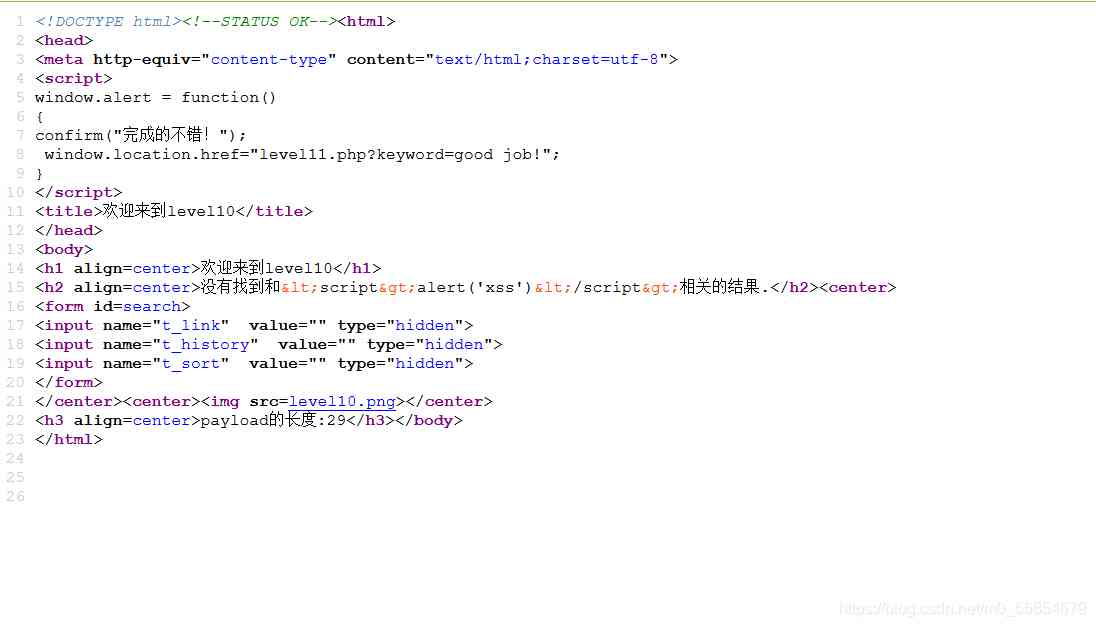 1 <!DOCTYPE html><!--STATUS OK--><html>
2 <head>
3 <meta http-equiv="content-type" content="text/html;charset=utf-8">
4 <script>
5 window.alert = function()
6 {
7 confirm("完成的不错！");
8  window.location.href="level11.php?keyword=good job!";
9 }
10 </script>
11 <title>欢迎来到level10</title>
12 </head>
13 <body>
14 <h1 align=center>欢迎来到level10</h1>
15 <h2 align=center>没有找到和&lt;script&gt;alert('xss')&lt;/script&gt;相关的结果.</h2><center>
16 <form id=search>
17 <input name="t_link"  value="" type="hidden">
18 <input name="t_history"  value="" type="hidden">
19 <input name="t_sort"  value="" type="hidden">
20 </form>
21 </center><center><img src=level10.png></center>
22 <h3 align=center>payload的长度:29</h3></body>
23 </html>
24
25
26
https://blog.csdn.net/m0_55854679